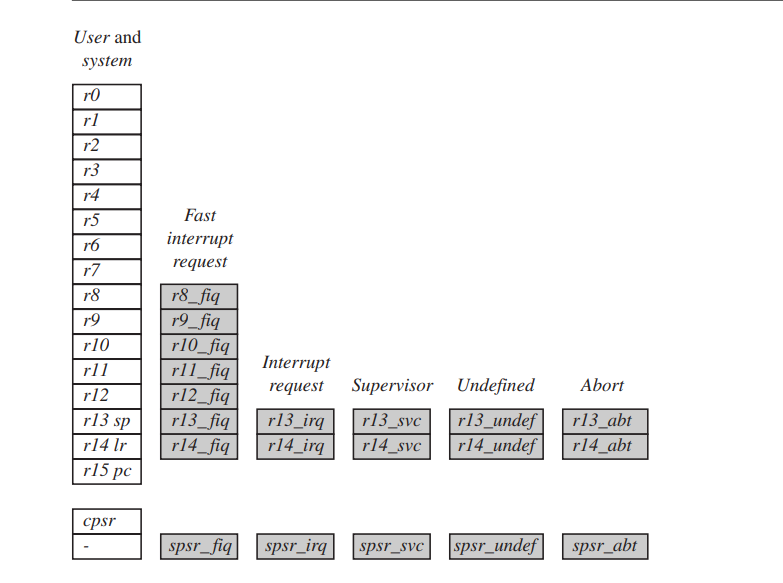 User and
system
r0
r1
r2
r3
r4
r5
r6
r7
r8
r9
r10
r11
r12
r13 sp
r14 lr
r15 pc
cpsr
-
Fast
interrupt
request
r8_fiq
r9_fiq
r10_fiq
r11_fiq
r12_fiq
r13_fiq
r14_fiq
spsr_fiq
Interrupt
request
r13_irq
r14_irq
spsr_irq
Supervisor
r13_svc
r14_svc
spsr_svc
Undefined
r13_undef
r14_undef
spsr_undef
Abort
r13_abt
r14_abt
spsr_abt